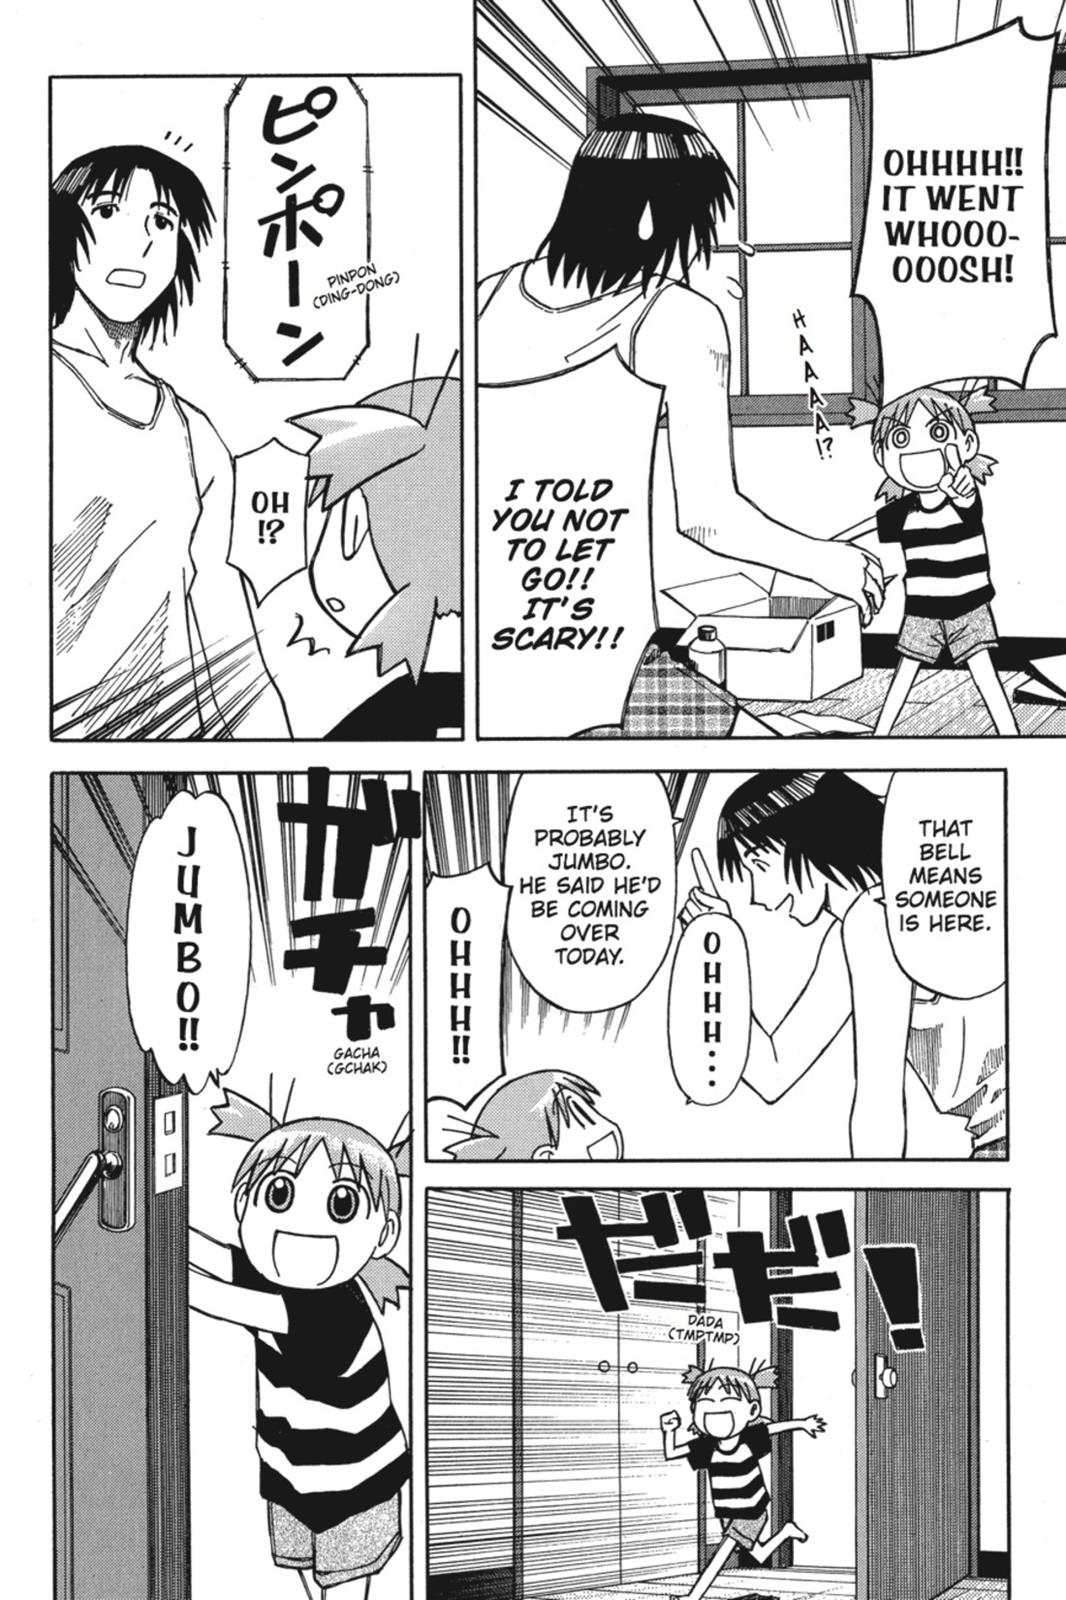 OHHHH!!
IT WENT
WHOOO-
OOOSH!
HAAAA!?
I TOLD
YOU NOT
TO LET
GO!!
IT'S
SCARY!!
ピンポーン
PINPON
(DING-DONG)
OH
!?
THAT
BELL
MEANS
SOMEONE
IS HERE.
OHHH...
IT'S
PROBABLY
JUMBO.
HE SAID HE'D
BE COMING
OVER
TODAY.
OHHH!!
だだ!
DADA
(TMPTMP)
ガチャ
GACHA
(GCHAK)
JUMBO!!